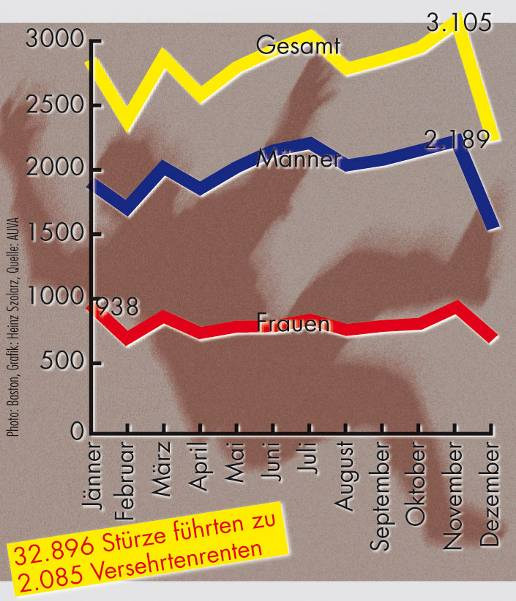 3000
2500
2000
1500
1000
500
0
3.105
Gesamt
2.189
Männer
938
Frauen
Jänner
Februar
März
April
Mai
Juni
Juli
August
September
Oktober
November
Dezember
Photo: Baston, Grafik: Heinz Szolarz, Quelle: AUVA
32.896 Stürze führten zu
2.085 Versehrtenrenten